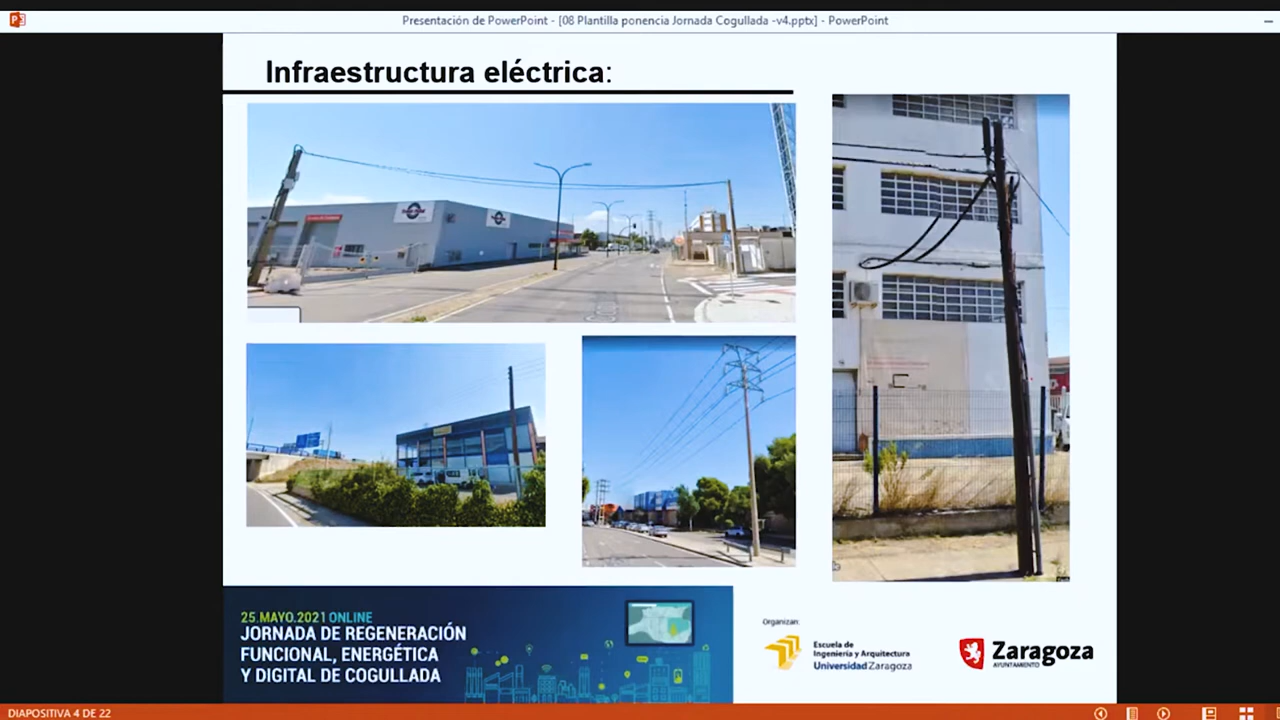 Presentación de PowerPoint - [08 Plantilla ponencia Jornada Cogullada -v4.pptx] - PowerPoint
Infraestructura eléctrica:
25.MAYO.2021 ONLINE
JORNADA DE REGENERACIÓN
FUNCIONAL, ENERGÉTICA
Y DIGITAL DE COGULLADA
Organizan:
Escuela de
Ingeniería y Arquitectura
Universidad Zaragoza
Zaragoza
AYUNTAMIENTO
DIAPOSITIVA 4 DE 22